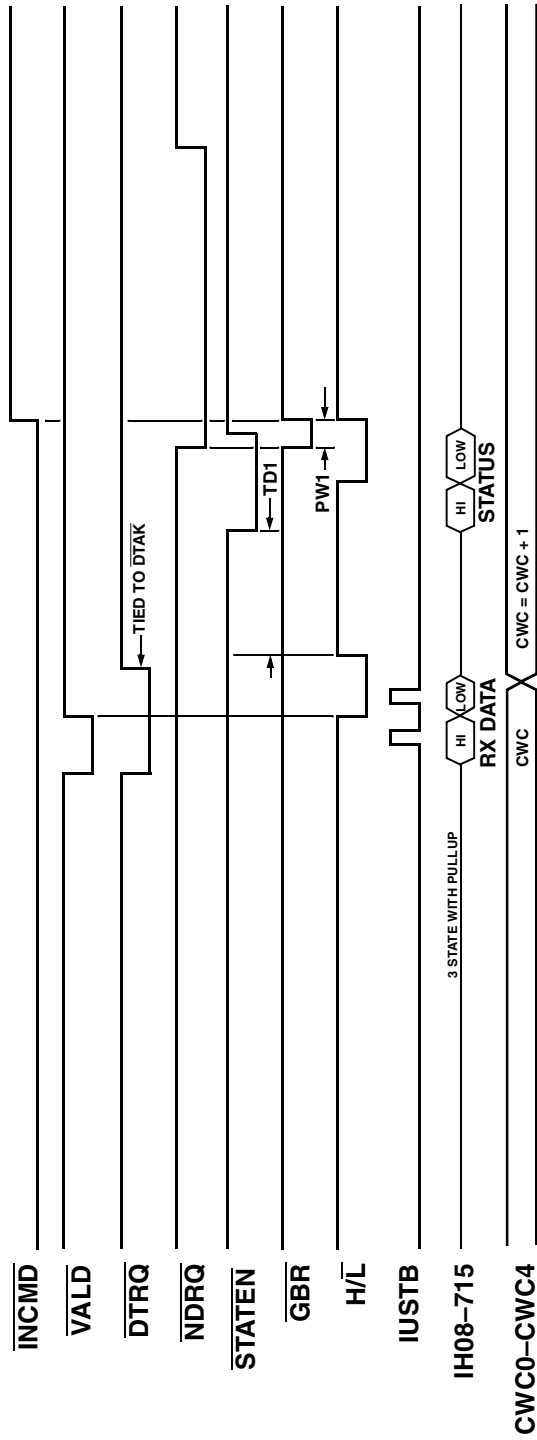 INCMD
VALD
DTRQ
TIED TO DTAK
NDRQ
STATEN
TD1
GBR
PW1
H/L
IUSTB
IH08–715
3 STATE WITH PULLUP
HI LOW
RX DATA
HI LOW
STATUS
CWC0–CWC4
CWC
CWC = CWC + 1